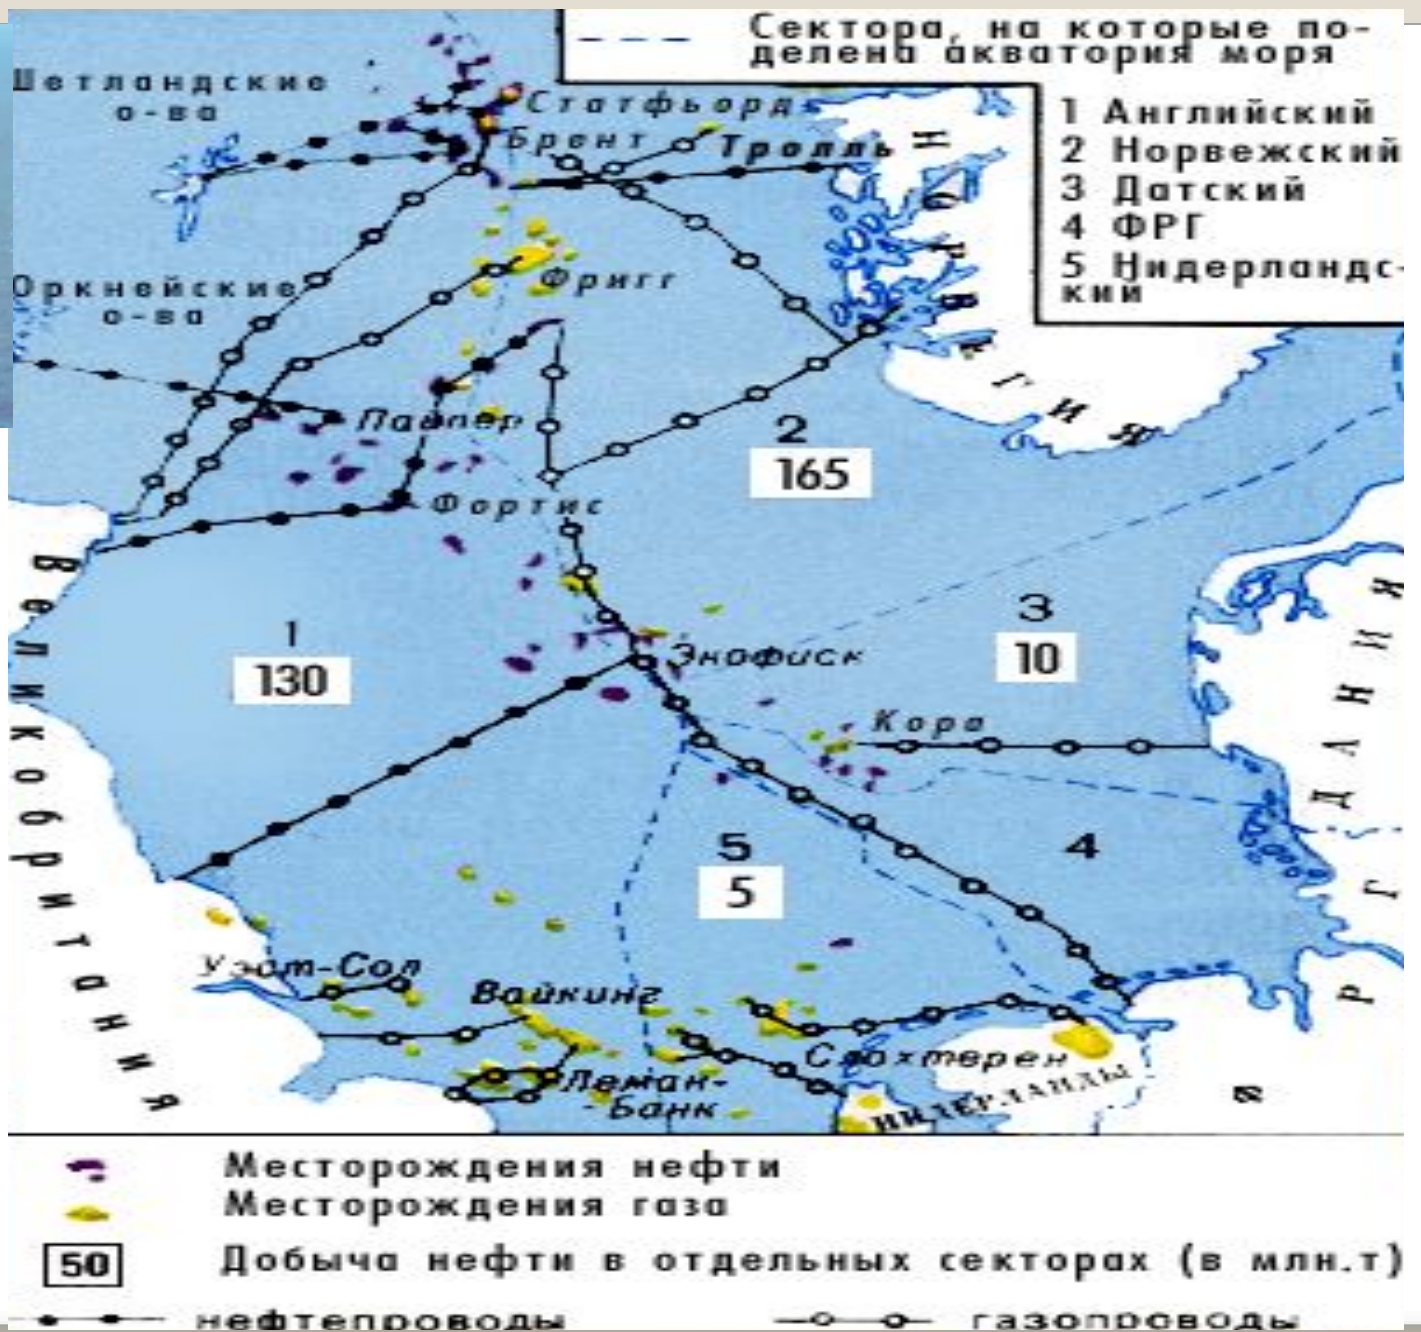 Сектора, на которые по-
делена акватория моря
1 Английский
2 Норвежский
3 Датский
4 ФРГ
5 Нидерландс-
кий
Шетландские
о-ва
Статфьорд
Брент
Тролль
Оркнейские
о-ва
Фригг
НОРВЕГИЯ
Пайпер
2
165
Фортис
Великобритания
1
130
3
10
Экофиск
Кора
ДАНИЯ
5
5
4
Уэст-Сол
Вайкинг
Слохтерен
Леман-
-Банк
НИДЕРЛАНДЫ
ФРГ
Месторождения нефти
Месторождения газа
50 Добыча нефти в отдельных секторах (в млн.т)
нефтепроводы газопроводы